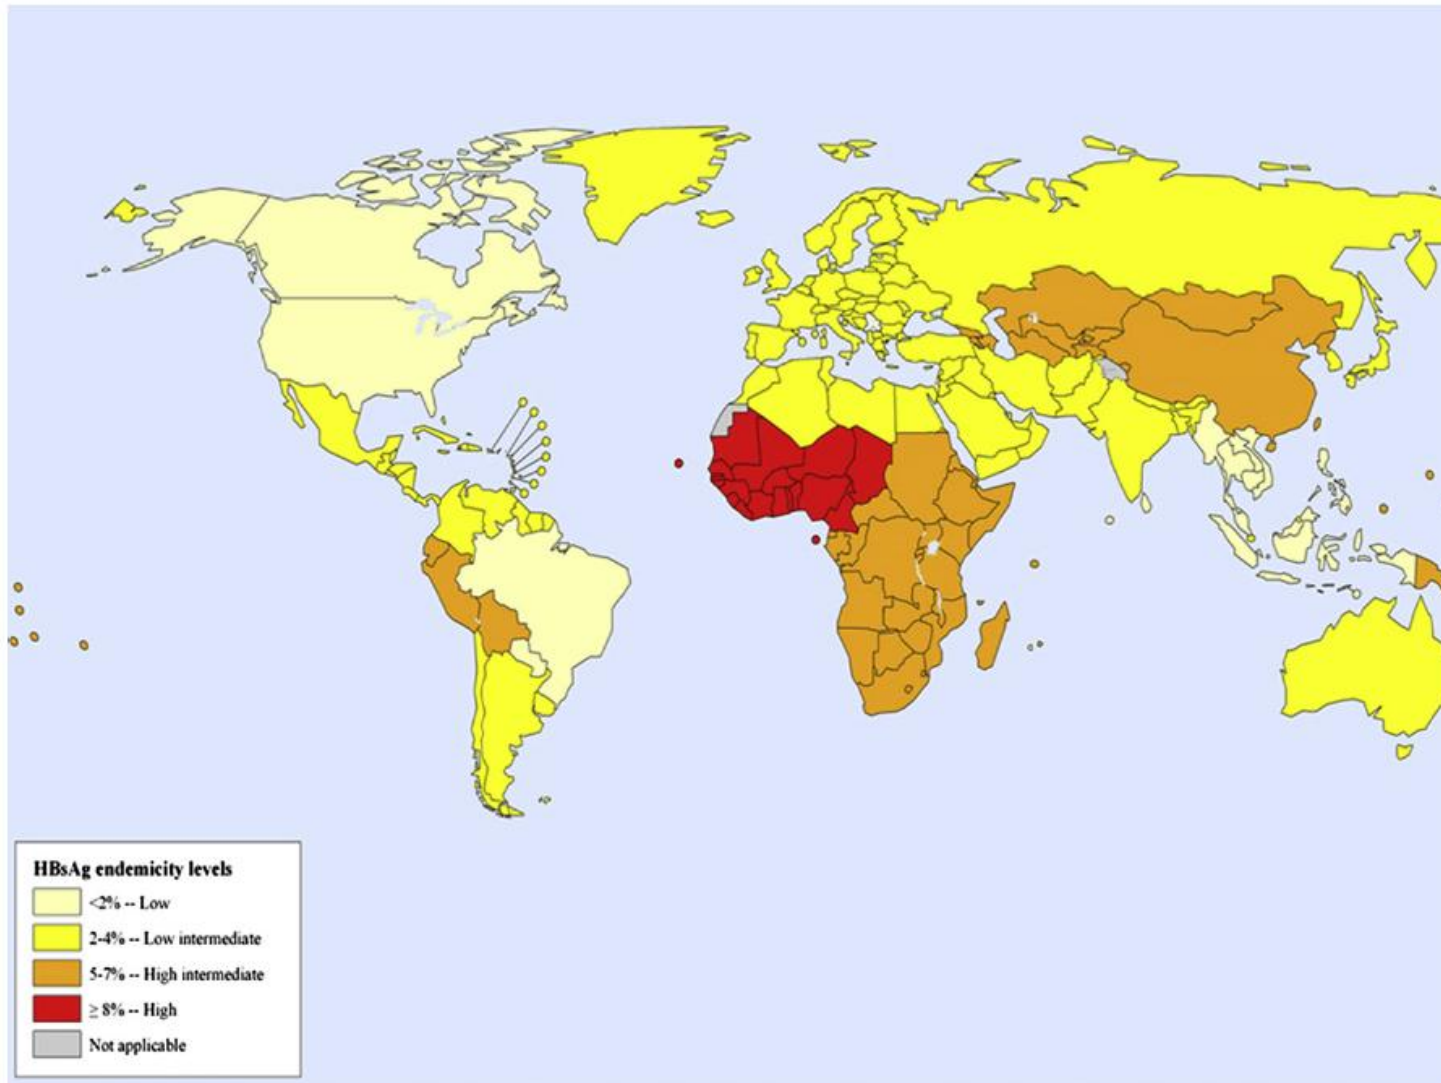 HBsAg endemicity levels
<2% -- Low
2-4% -- Low intermediate
5-7% -- High intermediate
≥ 8% -- High
Not applicable